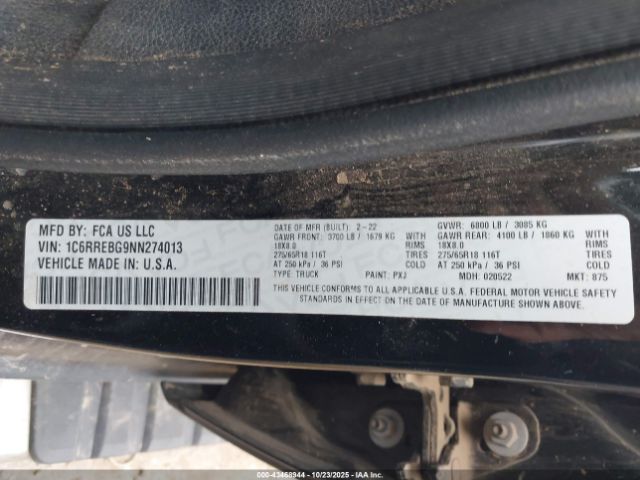 MFD BY: FCA US LLC
VIN: 1C6RREBG9NN274013
VEHICLE MADE IN: U.S.A.
DATE OF MFR (BUILT): 2-22
GVWR: 6800 LB / 3085 KG
GAWR FRONT: 3700 LB / 1679 KG WITH
GAWR REAR: 4100 LB / 1860 KG WITH
18X8.0 TIRES
18X8.0 TIRES
275/65R18 116T RIMS
275/65R18 116T RIMS
AT 250 kPa / 36 PSI COLD
AT 250 kPa / 36 PSI COLD
TYPE: TRUCK PAINT: PXJ MDH: 020522 MKT: 875
THIS VEHICLE CONFORMS TO ALL APPLICABLE U.S.A. FEDERAL MOTOR VEHICLE SAFETY
STANDARDS IN EFFECT ON THE DATE OF MANUFACTURE SHOWN ABOVE.
000-43468944 | 10/23/2025 | © COPYRIGHT IAA, LLC